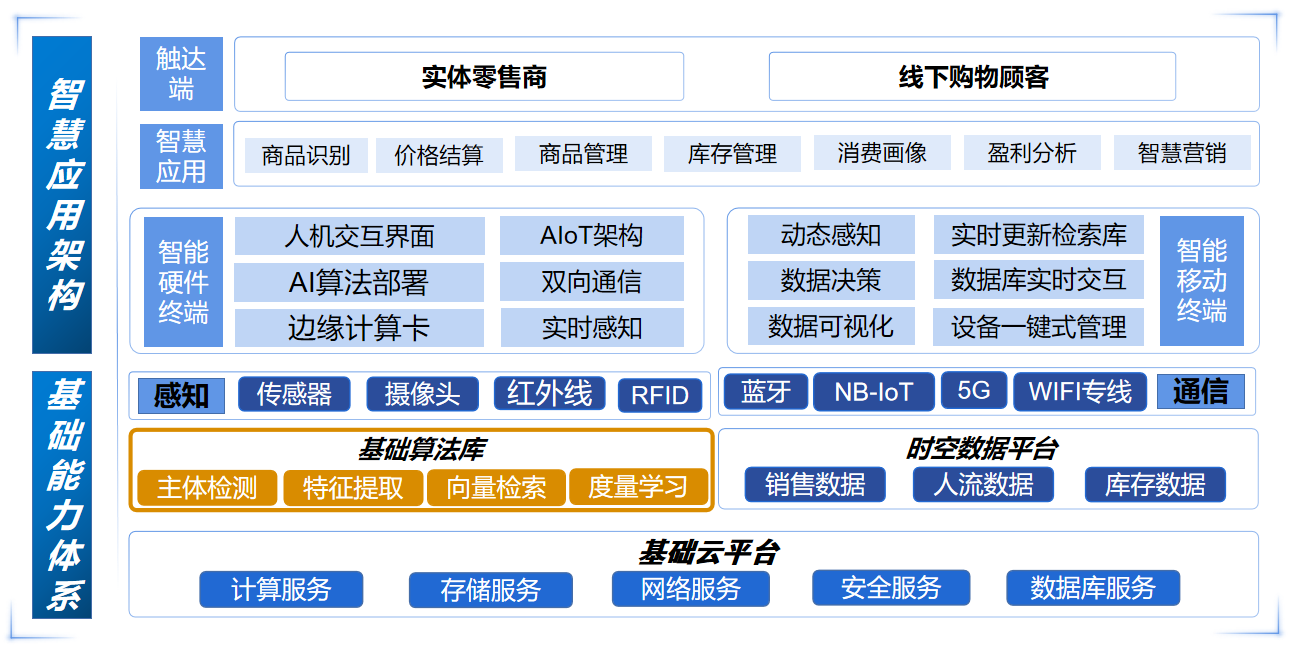 智慧应用架构
触达
端
实体零售商
线下购物顾客
智慧
应用
商品识别
价格结算
商品管理
库存管理
消费画像
盈利分析
智慧营销
智能
硬件
终端
人机交互界面
AIoT架构
AI算法部署
双向通信
边缘计算卡
实时感知
动态感知
实时更新检索库
数据决策
数据库实时交互
数据可视化
设备一键式管理
智能
移动
终端
基础能力体系
感知
传感器
摄像头
红外线
RFID
蓝牙
NB-IoT
5G
WIFI专线
通信
基础算法库
主体检测
特征提取
向量检索
度量学习
时空数据平台
销售数据
人流数据
库存数据
基础云平台
计算服务
存储服务
网络服务
安全服务
数据库服务